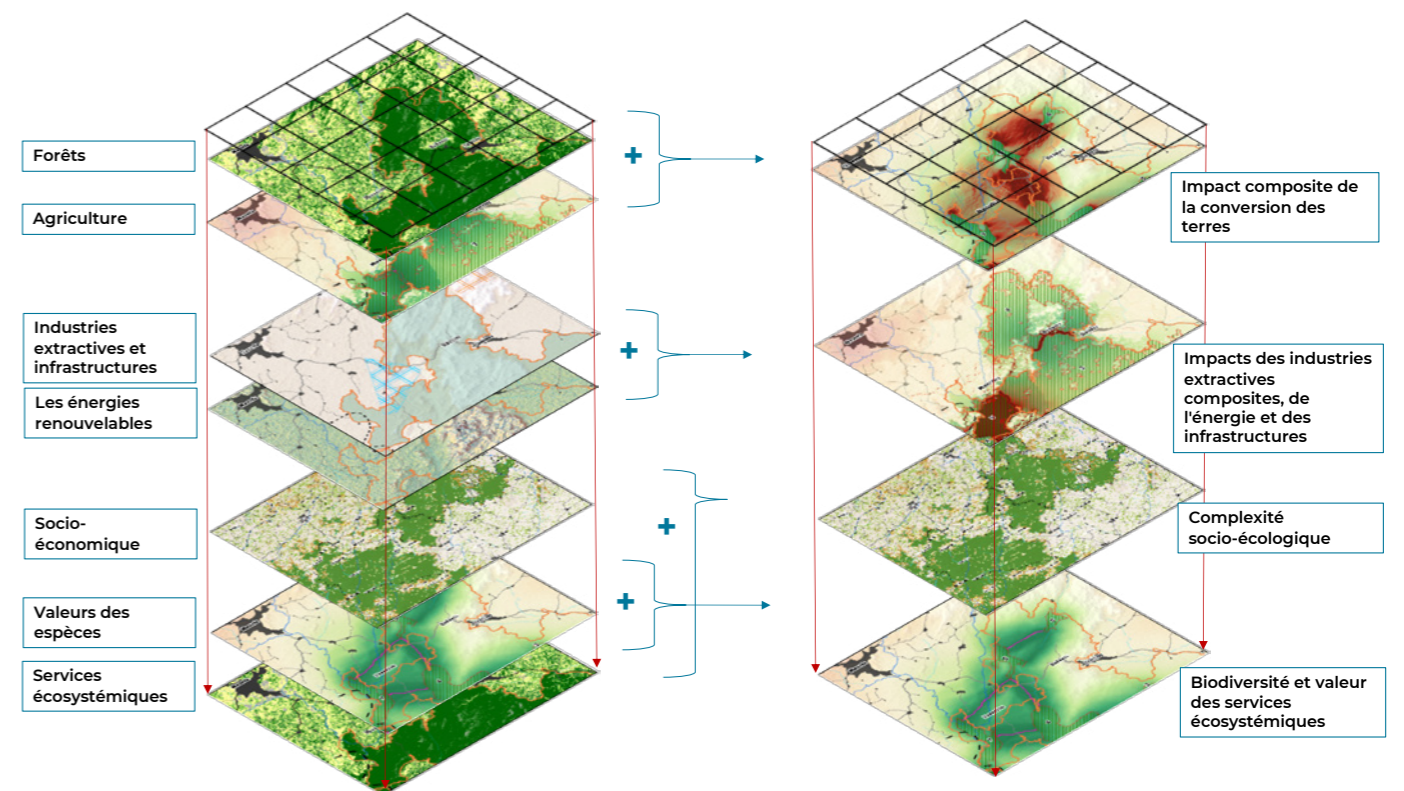 Forêts
Agriculture
Industries
extractives et
infrastructures
Les énergies
renouvelables
Socio-
économique
Valeurs des
espèces
Services
écosystémiques
+
+
+
+
Impact composite de
la conversion des
terres
Impacts des industries
extractives
composites, de
l'énergie et des
infrastructures
Complexité
socio-écologique
Biodiversité et valeur
des services
écosystémiques